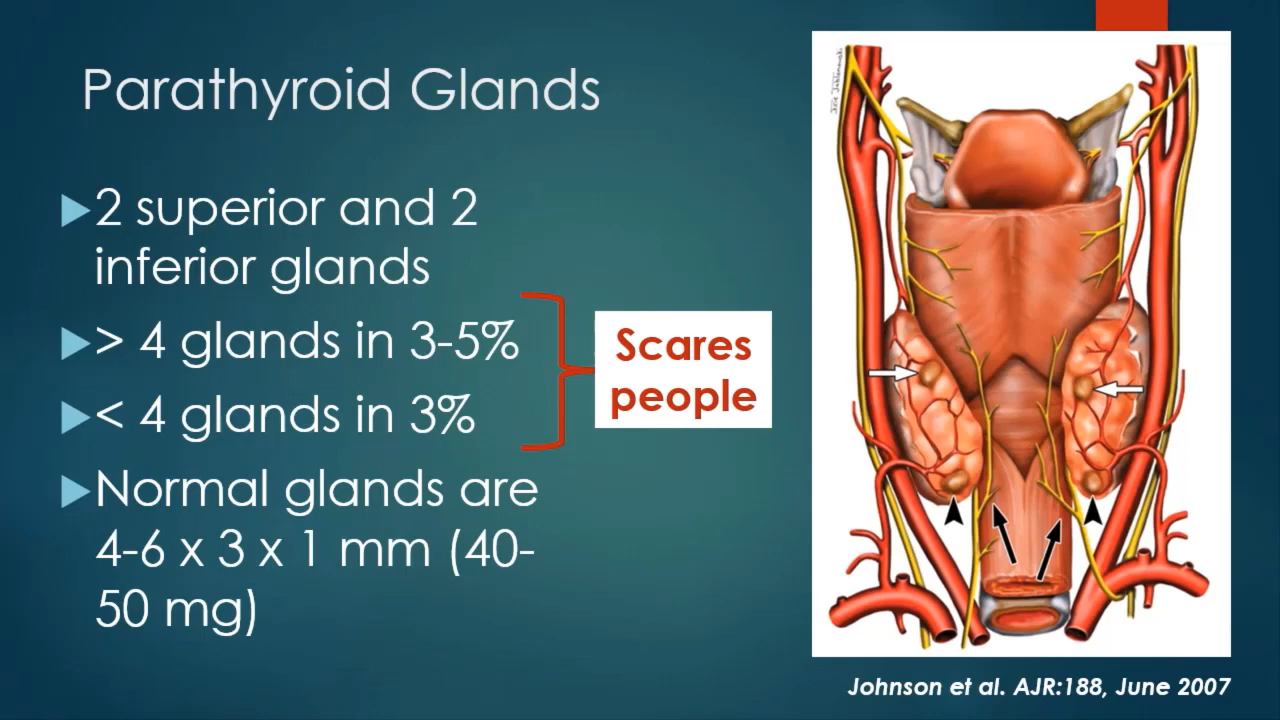 Parathyroid Glands
2 superior and 2
inferior glands
> 4 glands in 3-5%
< 4 glands in 3%
Scares
people
Normal glands are
4-6 x 3 x 1 mm (40-
50 mg)
Johnson et al. AJR:188, June 2007